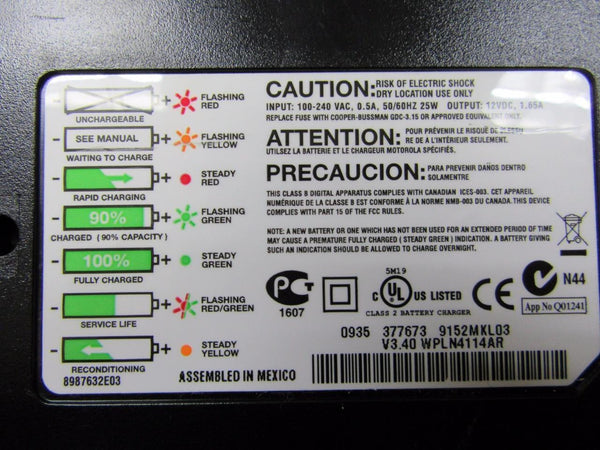 FLASHING RED
UNCHARGEABLE
SEE MANUAL
FLASHING YELLOW
WAITING TO CHARGE
STEADY RED
RAPID CHARGING
90%
FLASHING GREEN
CHARGED (90% CAPACITY)
100%
STEADY GREEN
FULLY CHARGED
FLASHING RED/GREEN
SERVICE LIFE
STEADY YELLOW
RECONDITIONING
8987632E03
ASSEMBLED IN MEXICO
CAUTION: RISK OF ELECTRIC SHOCK
DRY LOCATION USE ONLY
INPUT: 100-240 VAC, 0.5A, 50/60HZ 25W OUTPUT: 12VDC, 1.65A
REPLACE FUSE WITH COOPER-BUSSMAN GDC-3.15 OR APPROVED EQUIVALENT ONLY.
ATTENTION: POUR PRÉVENIR LE RISQUE DE BLESSU
RE DE A L'INTÉRIEUR SEULEMENT.
UTILISEZ LA BATTERIE ET LE CHARGEUR MOTOROLA SPÉCIFIÉS.
PRECAUCION: PARA PREVENIR DAÑOS DENTRO
SOLAMENTRE
THIS CLASS B DIGITAL APPARATUS COMPLIES WITH CANADIAN ICES-003. CET APPAREIL
NUMÉRIQUE DE LA CLASSE B EST CONFORME À LA NORME NMB-003 DU CANADA.THIS DEVICE
COMPLIES WITH PART 15 OF THE FCC RULES.
NOTE: A NEW BATTERY OR ONE WHICH HAS NOT BEEN USED FOR AN EXTENDED PERIOD OF TIME
MAY CAUSE A PREMATURE FULLY CHARGED ( STEADY GREEN ) INDICATION. ALLOWING BATTERY
SUCH AN INDICATION SHOULD BE ALLOWED TO CHARGE OVERNIGHT.
1607
5M19
C UL US LISTED
CLASS 2 BATTERY CHARGER
CE
N44
App No Q01241
0935 377673 9152MKL03
V3.40 WPLN4114AR